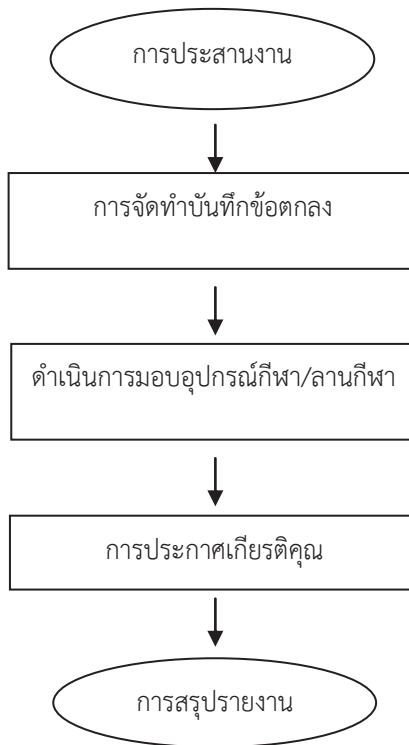 การประสานงาน
การจัดทำบันทึกข้อตกลง
ดำเนินการมอบอุปกรณ์กีฬา/ลานกีฬา
การประกาศเกียรติคุณ
การสรุปรายงาน